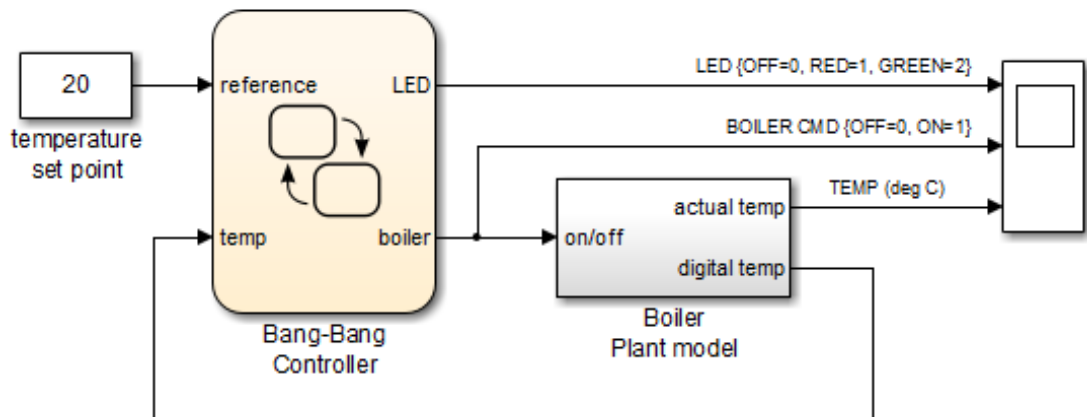 20
temperature
set point
reference
LED
temp
boiler
Bang-Bang
Controller
LED {OFF=0, RED=1, GREEN=2}
BOILER CMD {OFF=0, ON=1}
TEMP (deg C)
on/off
actual temp
digital temp
Boiler
Plant model